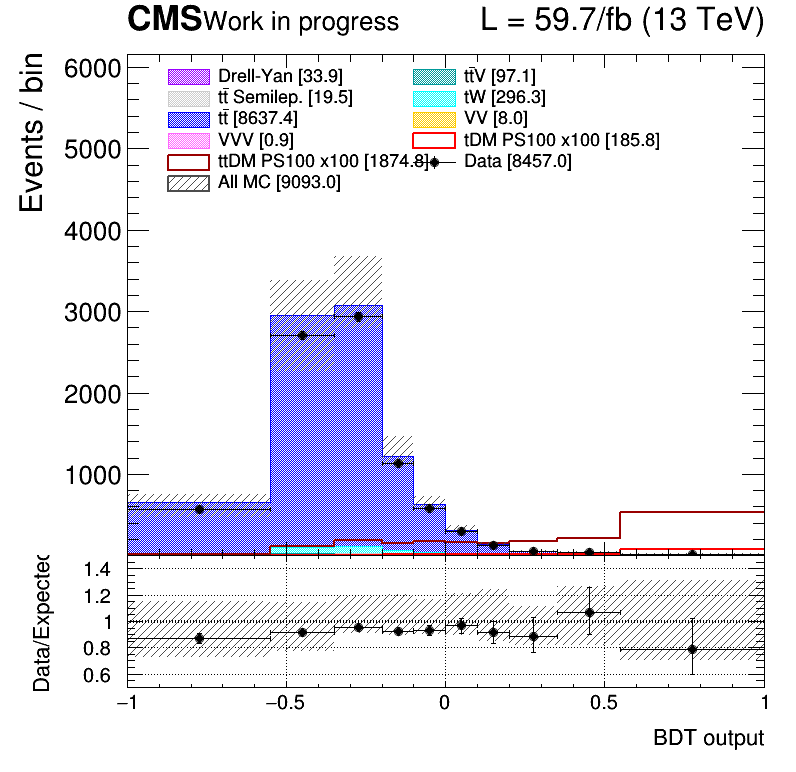 CMS Work in progress L = 59.7/fb (13 TeV)
Events / bin
6000
5000
4000
3000
2000
1000
Drell-Yan [33.9]
tt̄V [97.1]
tt̄ Semilep. [19.5]
tW [296.3]
tt̄ [8637.4]
VV [8.0]
VVV [0.9]
tDM PS100 x100 [185.8]
ttDM PS100 x100 [1874.8]
Data [8457.0]
All MC [9093.0]
Data/Expected
1.4
1.2
1
0.8
0.6
−1 −0.5 0 0.5 1
BDT output